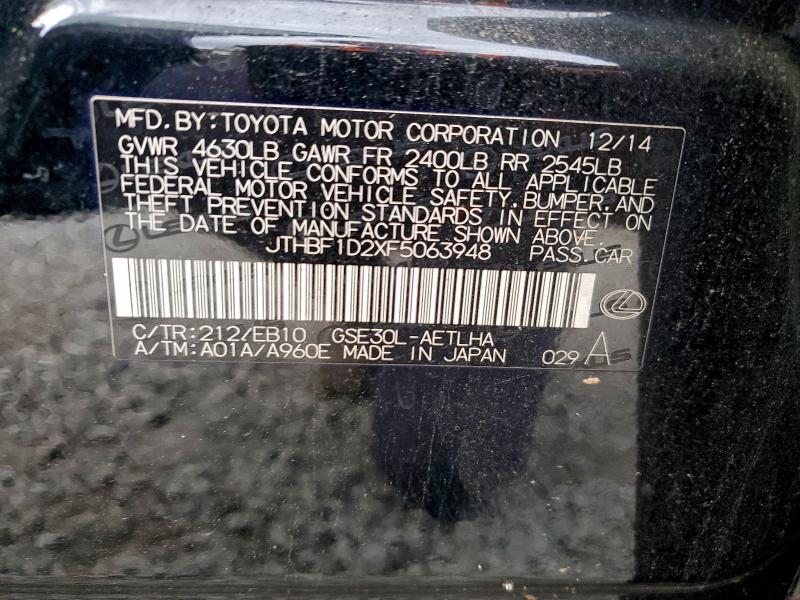 MFD. BY: TOYOTA MOTOR CORPORATION 12/14
GVWR 4630LB GAWR FR 2400LB RR 2545LB
THIS VEHICLE CONFORMS TO ALL APPLICABLE
FEDERAL MOTOR VEHICLE SAFETY, BUMPER, AND
THEFT PREVENTION STANDARDS IN EFFECT ON
THE DATE OF MANUFACTURE SHOWN ABOVE.
JTHBF1D2XF5063948 PASS. CAR
C/TR: 212/EB10 GSE30L-AETLHA
A/TM: A01A/A960E MADE IN JAPAN 029 A